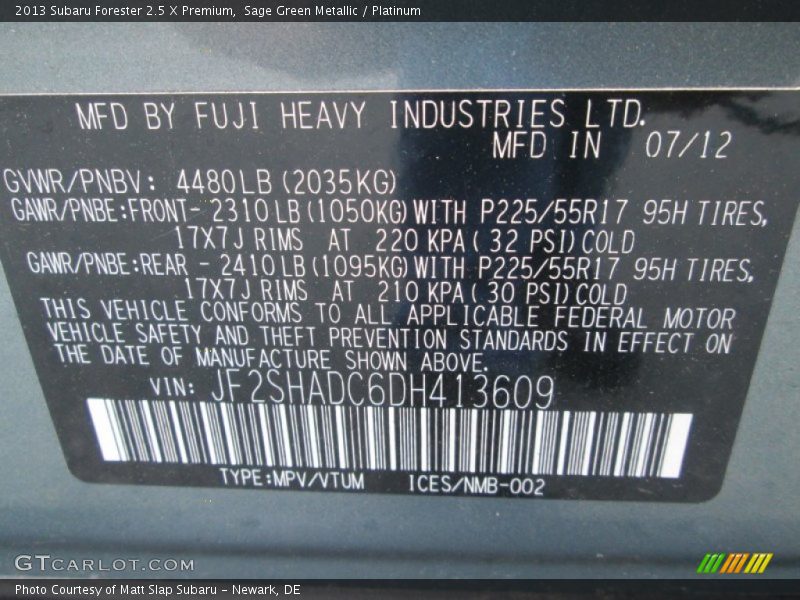 2013 Subaru Forester 2.5 X Premium,  Sage Green Metallic / Platinum
MFD BY FUJI HEAVY INDUSTRIES LTD.
MFD IN 07/12
GVWR/PNBV: 4480LB(2035KG)
GAWR/PNBE:FRONT- 2310LB(1050KG)WITH P225/55R17 95H TIRES,
17X7J RIMS AT 220 KPA( 32 PSI)COLD
GAWR/PNBE:REAR - 2410LB(1095KG)WITH P225/55R17 95H TIRES,
17X7J RIMS AT 210 KPA( 30 PSI)COLD
THIS VEHICLE CONFORMS TO ALL APPLICABLE FEDERAL MOTOR
VEHICLE SAFETY AND THEFT PREVENTION STANDARDS IN EFFECT ON
THE DATE OF MANUFACTURE SHOWN ABOVE.
VIN: JF2SHADC6DH413609
TYPE:MPV/VTUM ICES/NMB-002
GTCARLOT.COM
Photo Courtesy of Matt Slap Subaru - Newark, DE